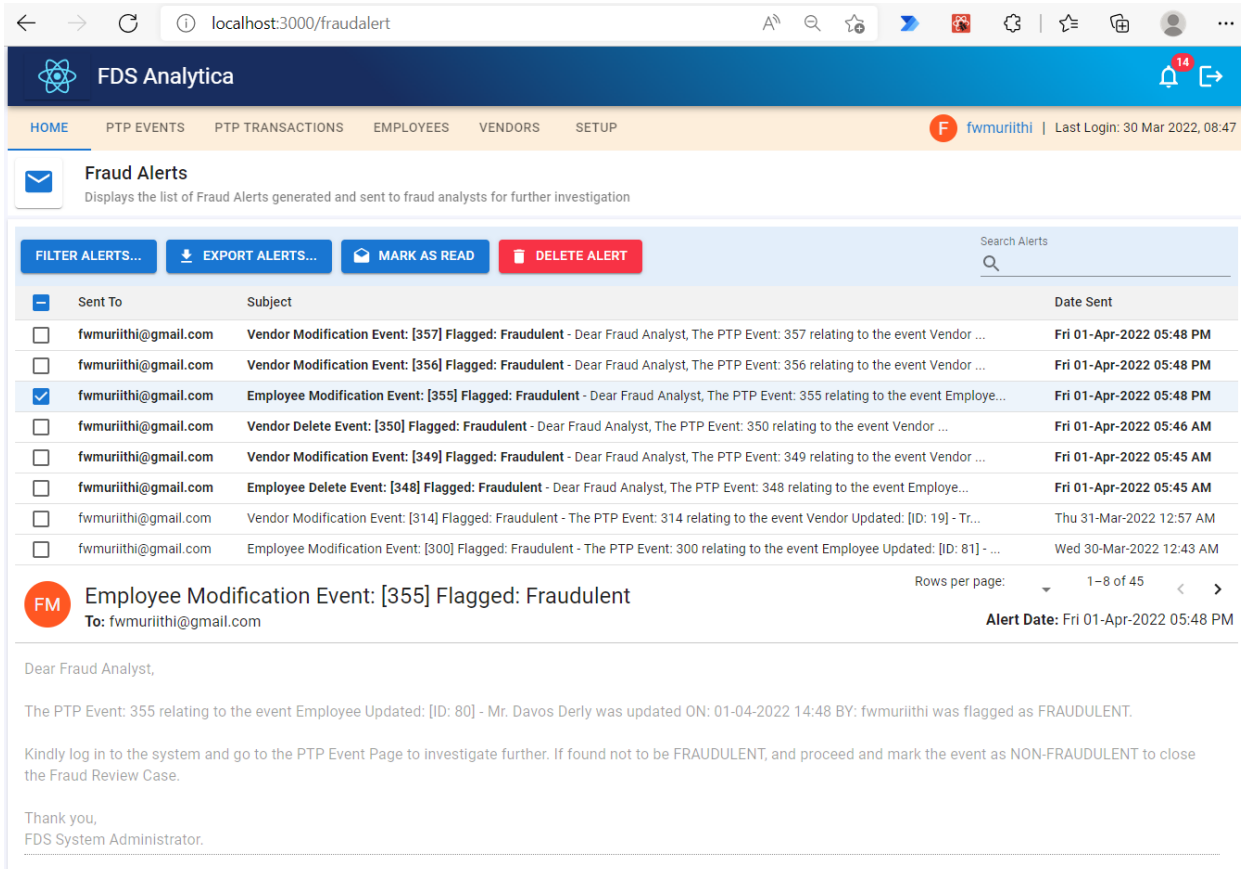 localhost:3000/fraudalert
FDS Analytica
14
HOME PTP EVENTS PTP TRANSACTIONS EMPLOYEES VENDORS SETUP F fwmuriithi | Last Login: 30 Mar 2022, 08:47
Fraud Alerts
Displays the list of Fraud Alerts generated and sent to fraud analysts for further investigation
FILTER ALERTS... EXPORT ALERTS... MARK AS READ DELETE ALERT Search Alerts
Sent To Subject Date Sent
fwmuriithi@gmail.com Vendor Modification Event: [357] Flagged: Fraudulent - Dear Fraud Analyst, The PTP Event: 357 relating to the event Vendor ... Fri 01-Apr-2022 05:48 PM
fwmuriithi@gmail.com Vendor Modification Event: [356] Flagged: Fraudulent - Dear Fraud Analyst, The PTP Event: 356 relating to the event Vendor ... Fri 01-Apr-2022 05:48 PM
fwmuriithi@gmail.com Employee Modification Event: [355] Flagged: Fraudulent - Dear Fraud Analyst, The PTP Event: 355 relating to the event Employe... Fri 01-Apr-2022 05:48 PM
fwmuriithi@gmail.com Vendor Delete Event: [350] Flagged: Fraudulent - Dear Fraud Analyst, The PTP Event: 350 relating to the event Vendor ... Fri 01-Apr-2022 05:46 AM
fwmuriithi@gmail.com Vendor Modification Event: [349] Flagged: Fraudulent - Dear Fraud Analyst, The PTP Event: 349 relating to the event Vendor ... Fri 01-Apr-2022 05:45 AM
fwmuriithi@gmail.com Employee Delete Event: [348] Flagged: Fraudulent - Dear Fraud Analyst, The PTP Event: 348 relating to the event Employe... Fri 01-Apr-2022 05:45 AM
fwmuriithi@gmail.com Vendor Modification Event: [314] Flagged: Fraudulent - The PTP Event: 314 relating to the event Vendor Updated: [ID: 19] - Tr... Thu 31-Mar-2022 12:57 AM
fwmuriithi@gmail.com Employee Modification Event: [300] Flagged: Fraudulent - The PTP Event: 300 relating to the event Employee Updated: [ID: 81] - ... Wed 30-Mar-2022 12:43 AM
Rows per page: 1–8 of 45
FM Employee Modification Event: [355] Flagged: Fraudulent
To: fwmuriithi@gmail.com Alert Date: Fri 01-Apr-2022 05:48 PM
Dear Fraud Analyst,
The PTP Event: 355 relating to the event Employee Updated: [ID: 80] - Mr. Davos Derly was updated ON: 01-04-2022 14:48 BY: fwmuriithi was flagged as FRAUDULENT.
Kindly log in to the system and go to the PTP Event Page to investigate further. If found not to be FRAUDULENT, and proceed and mark the event as NON-FRAUDULENT to close
the Fraud Review Case.
Thank you,
FDS System Administrator.